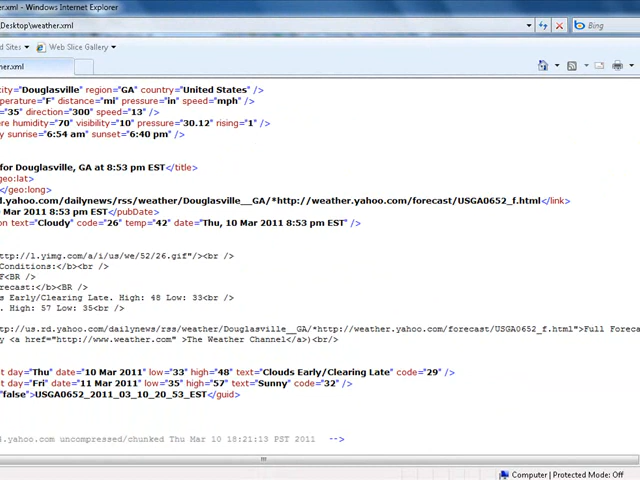 er.xml - Windows Internet Explorer
Desktop\weather.xml
Bing
d Sites Web Slice Gallery
her.xml
city="Douglasville" region="GA" country="United States" />
perature="F" distance="mi" pressure="in" speed="mph" />
="35" direction="300" speed="13" />
ere humidity="70" visibility="10" pressure="30.12" rising="1" />
y sunrise="6:54 am" sunset="6:40 pm" />
for Douglasville, GA at 8:53 pm EST</title>
geo:lat>
</geo:long>
d.yahoo.com/dailynews/rss/weather/Douglasville__GA/*http://weather.yahoo.com/forecast/USGA0652_f.html</link>
0 Mar 2011 8:53 pm EST</pubDate>
on text="Cloudy" code="26" temp="42" date="Thu, 10 Mar 2011 8:53 pm EST" />
ttp://l.yimg.com/a/i/us/we/52/26.gif"/><br />
Conditions:</b><br />
F<BR />
recast:</b><BR />
s Early/Clearing Late. High: 48 Low: 33<br />
. High: 57 Low: 35<br />
ttp://us.rd.yahoo.com/dailynews/rss/weather/Douglasville__GA/*http://weather.yahoo.com/forecast/USGA0652_f.html">Full Foreca
y <a href="http://www.weather.com" >The Weather Channel</a>)<br/>
t day="Thu" date="10 Mar 2011" low="33" high="48" text="Clouds Early/Clearing Late" code="29" />
t day="Fri" date="11 Mar 2011" low="35" high="57" text="Sunny" code="32" />
"false">USGA0652_2011_03_10_20_53_EST</guid>
d.yahoo.com uncompressed/chunked Thu Mar 10 18:21:13 PST 2011 -->
Computer | Protected Mode: Off